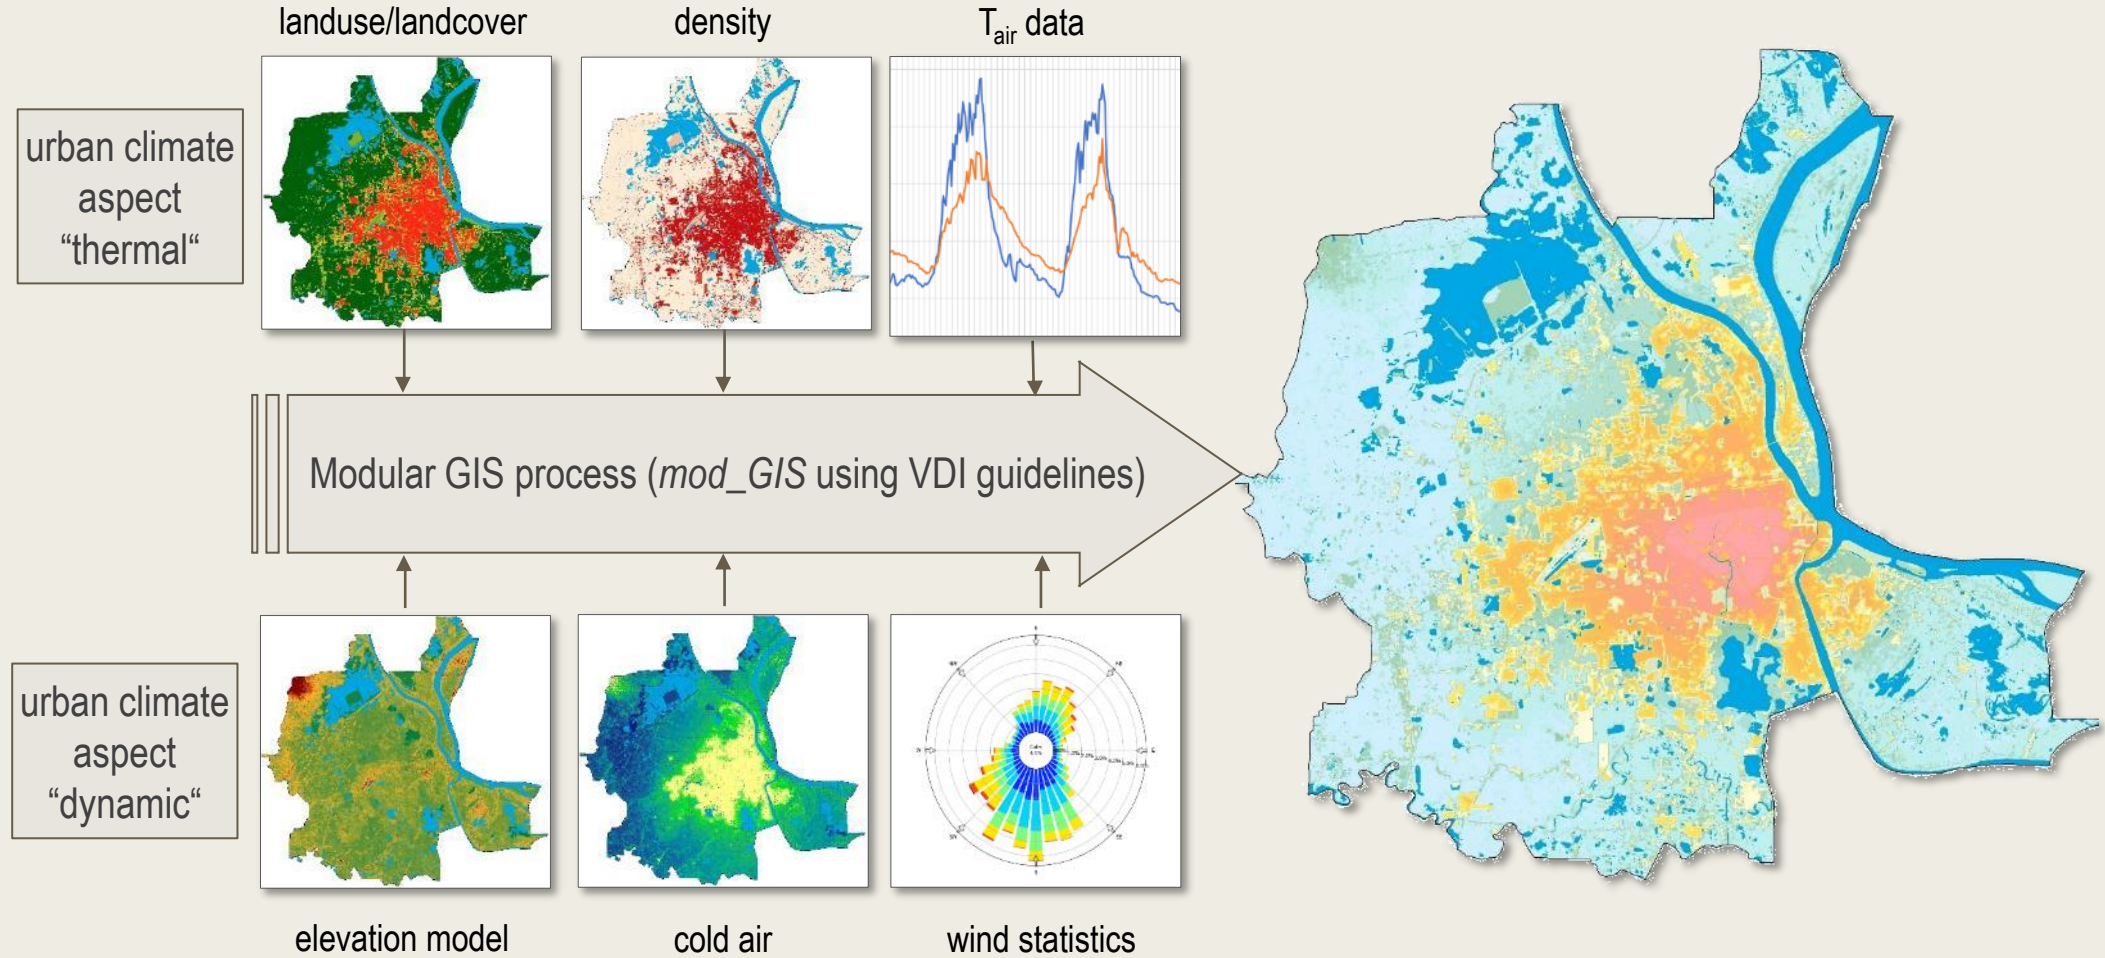 landuse/landcover
density
Tair data
urban climate
aspect
“thermal“
Modular GIS process (mod_GIS using VDI guidelines)
urban climate
aspect
“dynamic“
elevation model
cold air
wind statistics